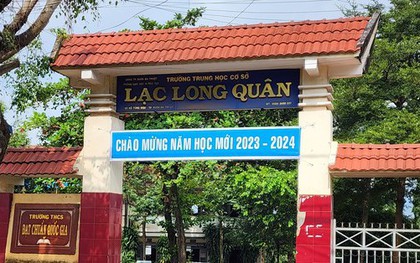 TRƯỜNG TRUNG HỌC CƠ SỞ
LẠC LONG QUÂN
CHÀO MỪNG NĂM HỌC MỚI 2023 - 2024
TRƯỜNG THCS
ĐẠT CHUẨN QUỐC GIA